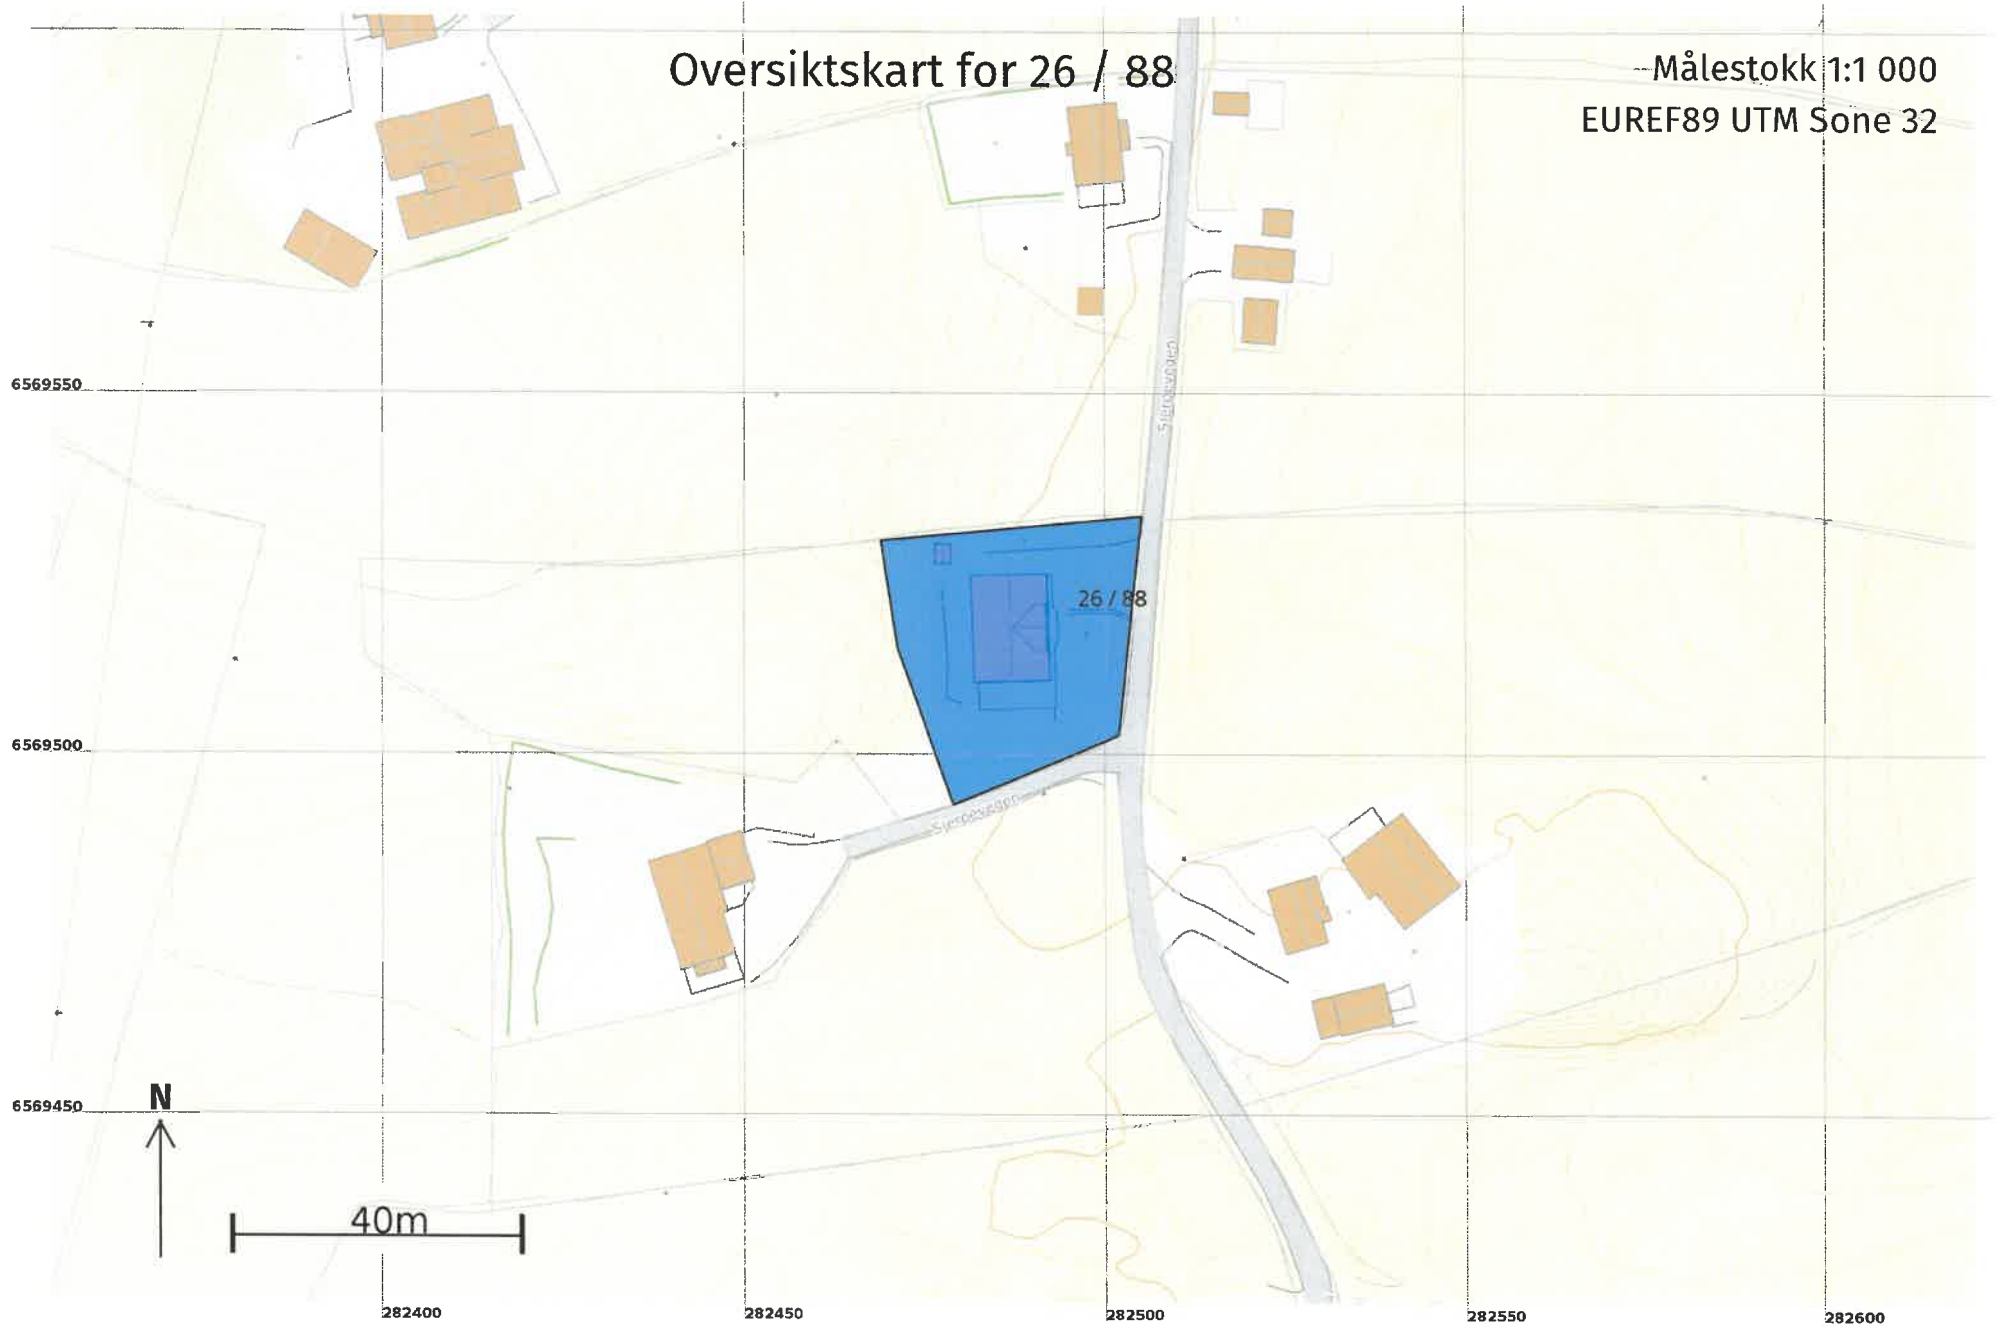 Oversiktskart for 26 / 88
Målestokk 1:1 000
EUREF89 UTM Sone 32
6569550
26 / 88
6569500
6569450
N
40m
282400
282450
282500
282550
282600